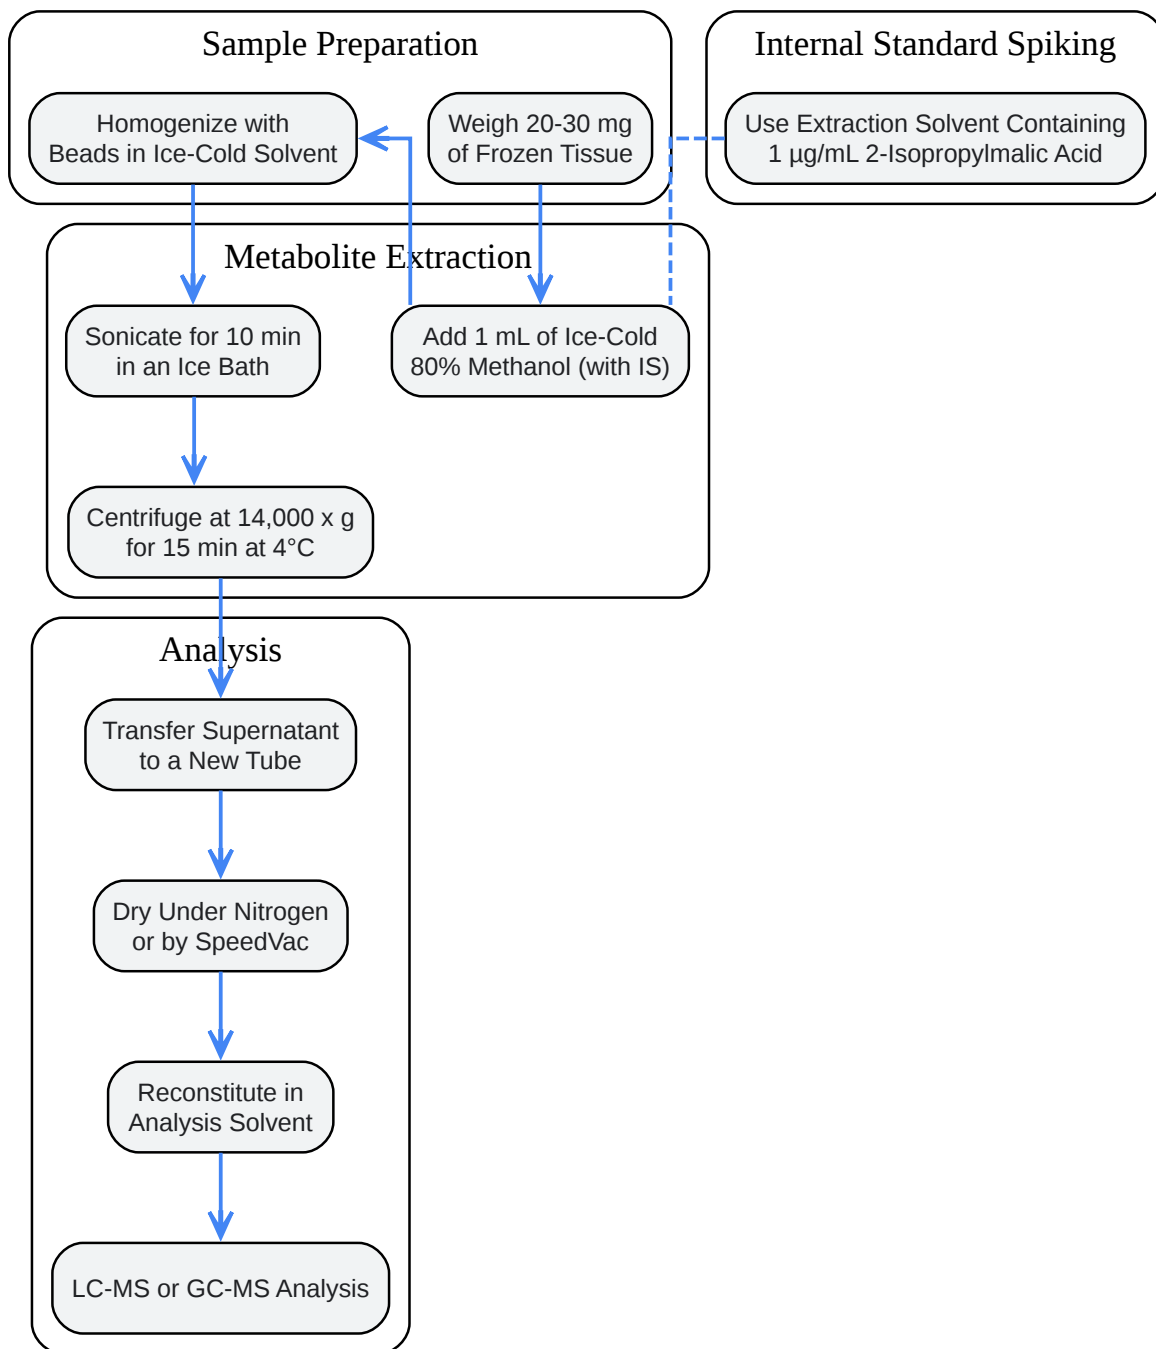 Sample Preparation
Homogenize with
Beads in Ice-Cold Solvent
Weigh 20-30 mg
of Frozen Tissue
Internal Standard Spiking
Use Extraction Solvent Containing
1 µg/mL 2-Isopropylmalic Acid
Metabolite Extraction
Sonicate for 10 min
in an Ice Bath
Add 1 mL of Ice-Cold
80% Methanol (with IS)
Centrifuge at 14,000 x g
for 15 min at 4°C
Analysis
Transfer Supernatant
to a New Tube
Dry Under Nitrogen
or by SpeedVac
Reconstitute in
Analysis Solvent
LC-MS or GC-MS Analysis